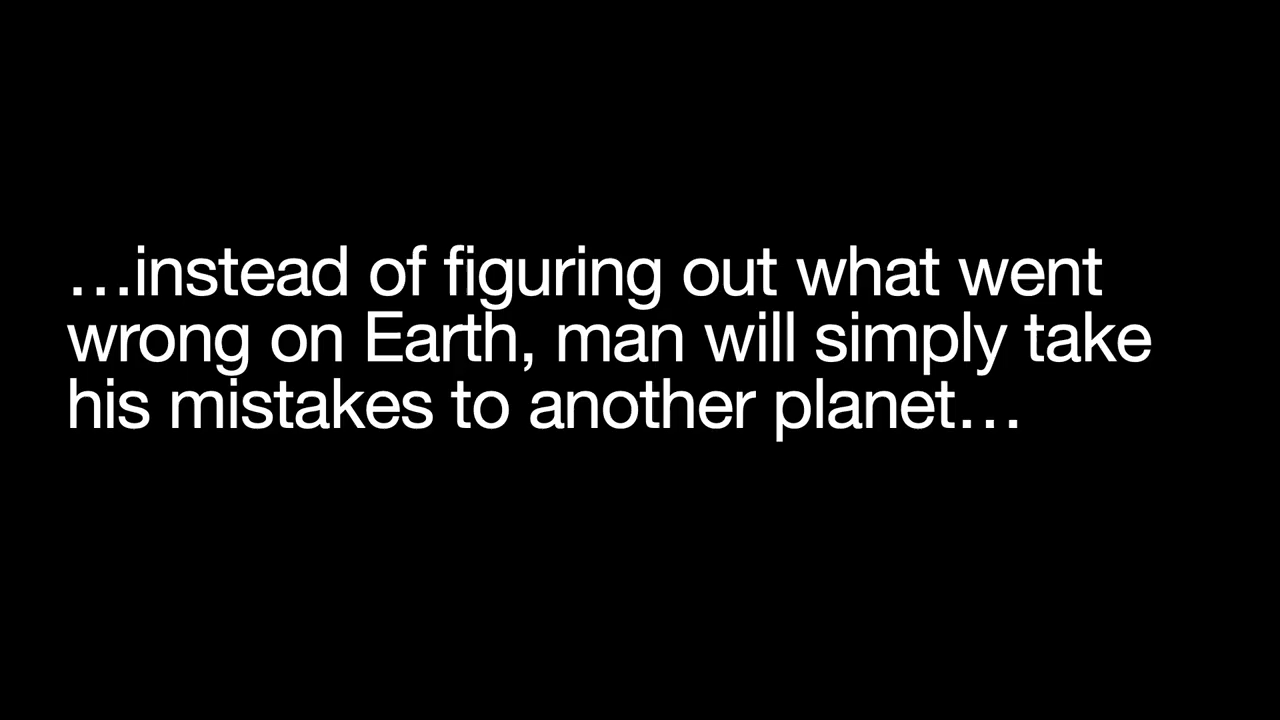 …instead of figuring out what went
wrong on Earth, man will simply take
his mistakes to another planet…